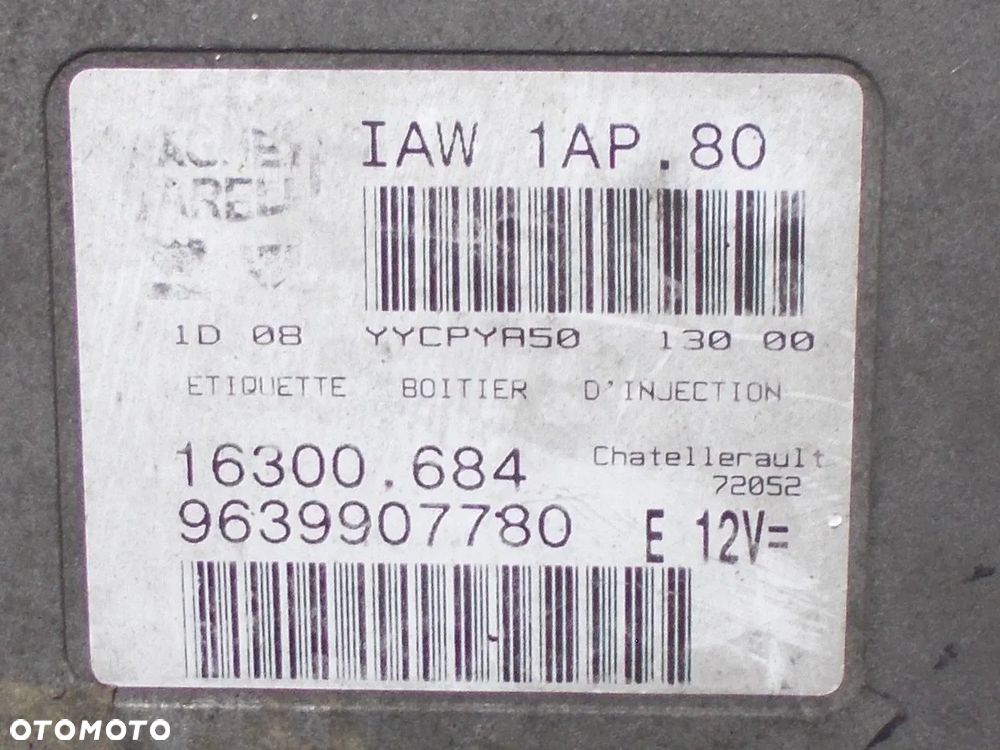 IAW 1AP.80
1D 08 YYCPYA50 130 00
ETIQUETTE BOITIER D'INJECTION
16300.684
Chatellerault
72052
9639907780
E 12V=
OTOMOTO